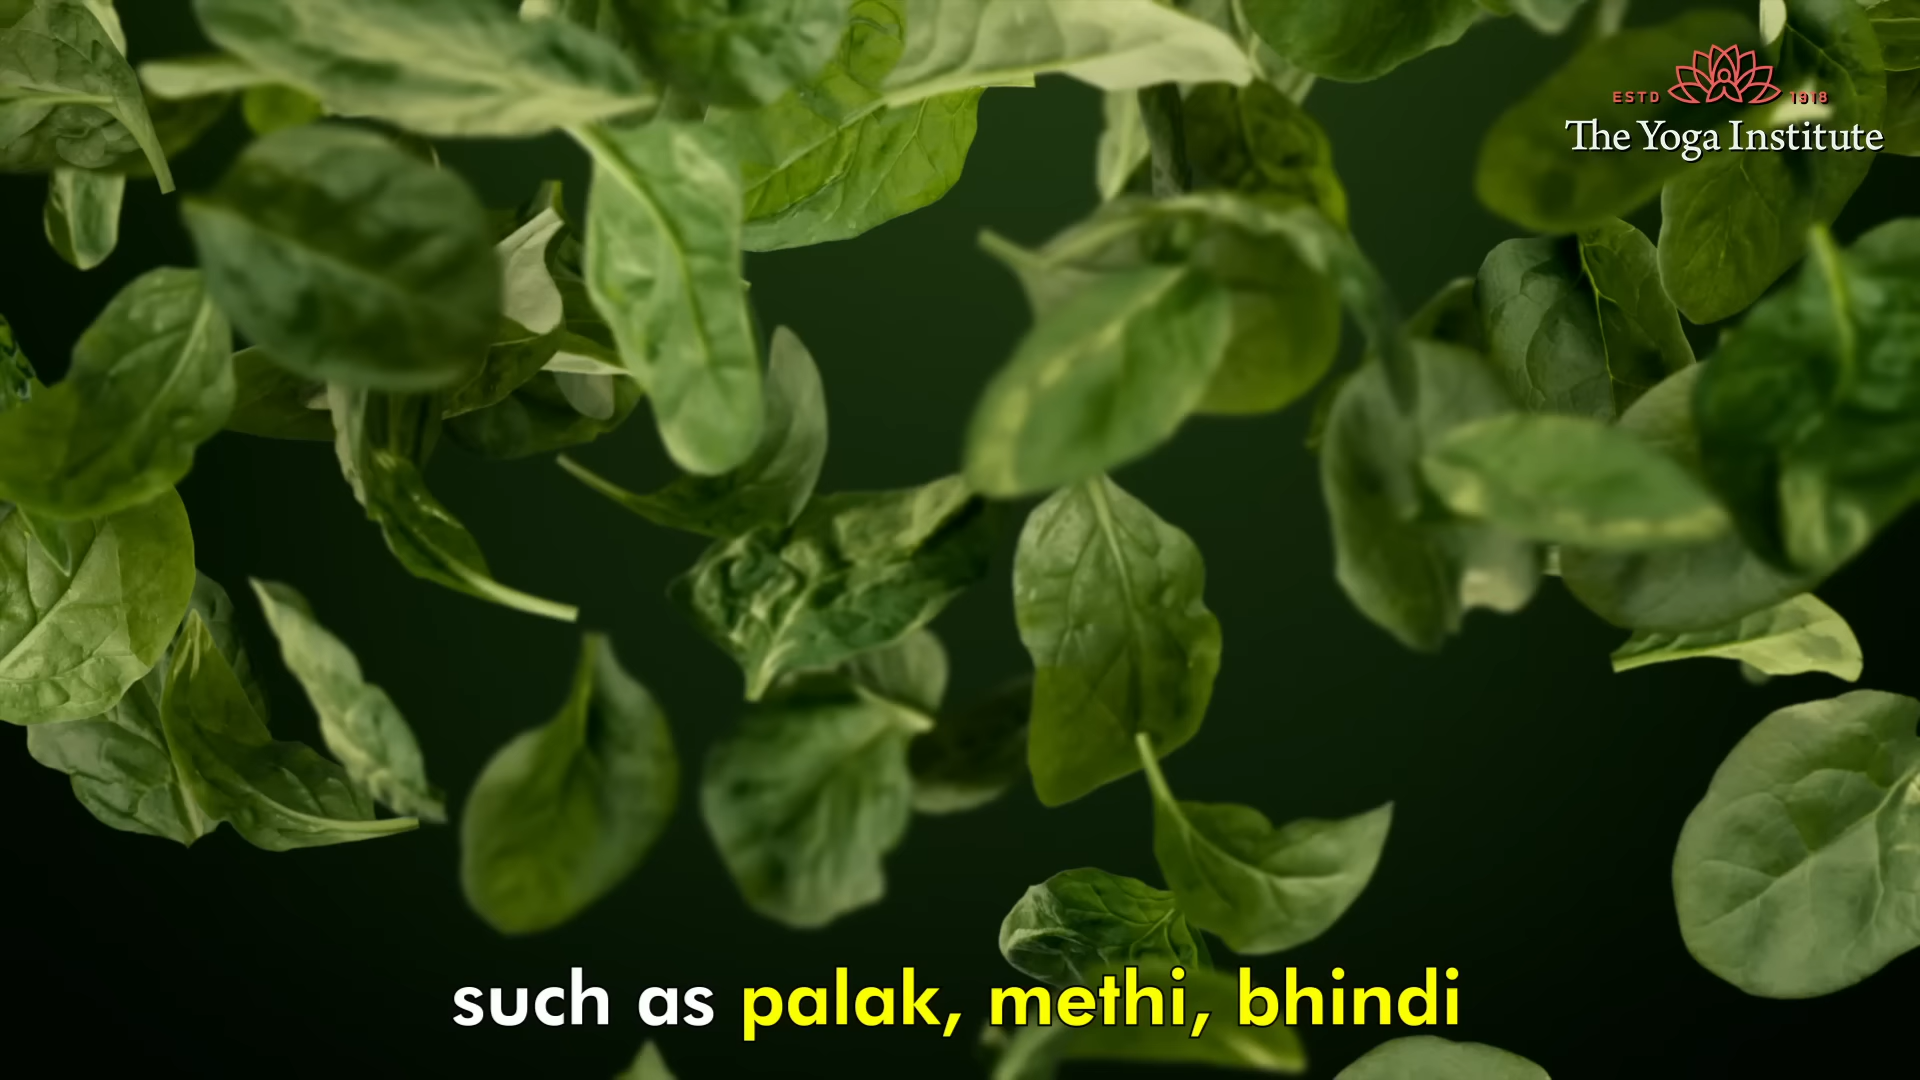 ESTD 1918
The Yoga Institute
such as palak, methi, bhindi